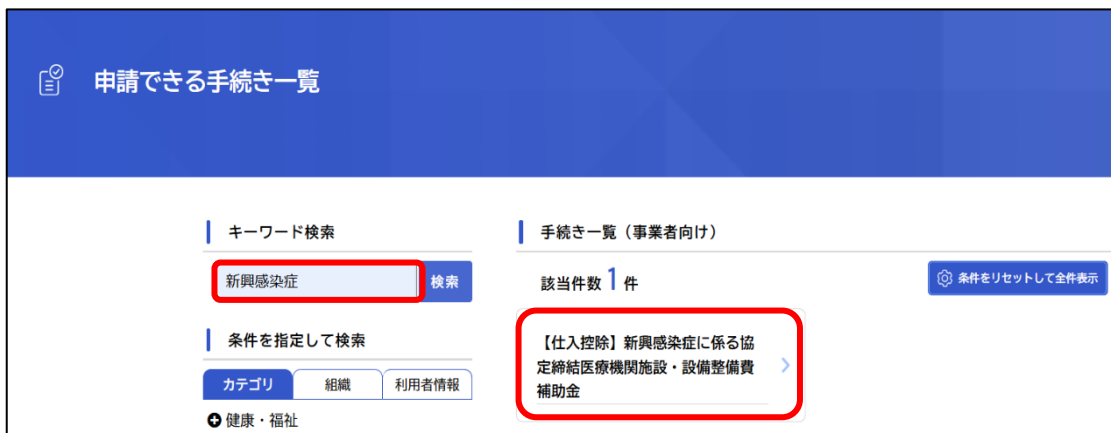 申請できる手続き一覧
キーワード検索
新興感染症
検索
条件を指定して検索
カテゴリ
組織
利用者情報
健康・福祉
手続き一覧（事業者向け）
該当件数 1 件
条件をリセットして全件表示
【仕入控除】新興感染症に係る協
定締結医療機関施設・設備整備費
補助金